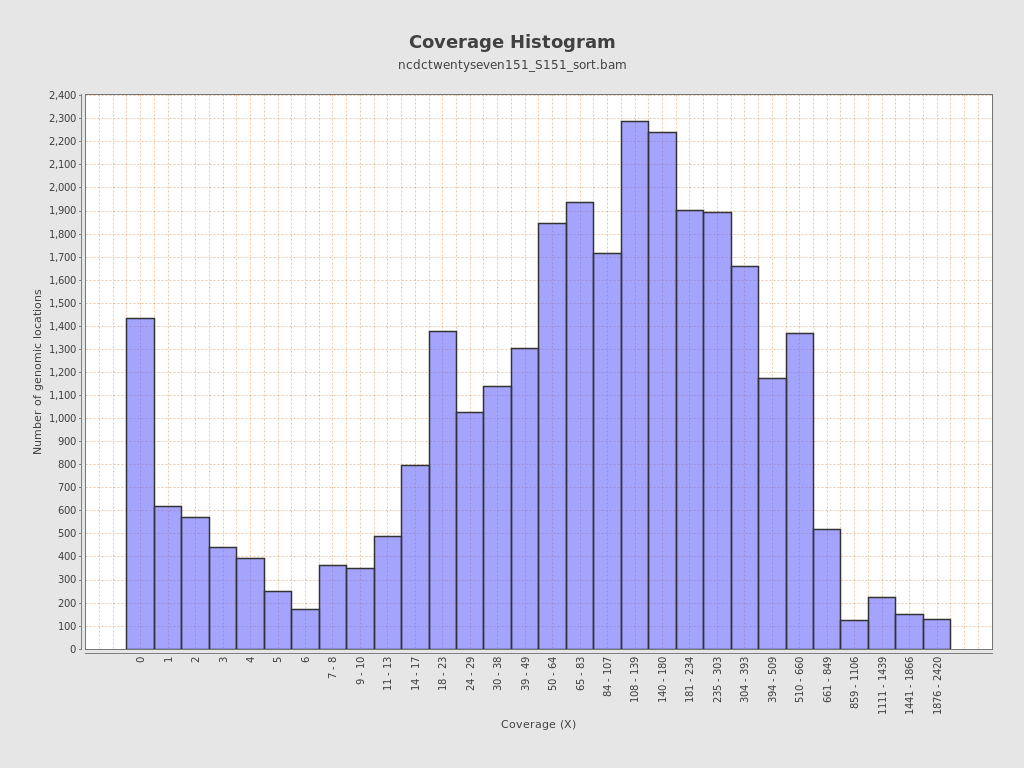 Coverage Histogram
ncdctwentyseven151_S151_sort.bam
2,400
2,300
2,200
2,100
2,000
1,900
1,800
1,700
1,600
1,500
1,400
1,300
1,200
1,100
1,000
900
800
700
600
500
400
300
200
100
0
Number of genomic locations
0
1
2
3
4
5
6
7 - 8
9 - 10
11 - 13
14 - 17
18 - 23
24 - 29
30 - 38
39 - 49
50 - 64
65 - 83
84 - 107
108 - 139
140 - 180
181 - 234
235 - 303
304 - 393
394 - 509
510 - 660
661 - 849
859 - 1106
1111 - 1439
1441 - 1866
1876 - 2420
Coverage (X)